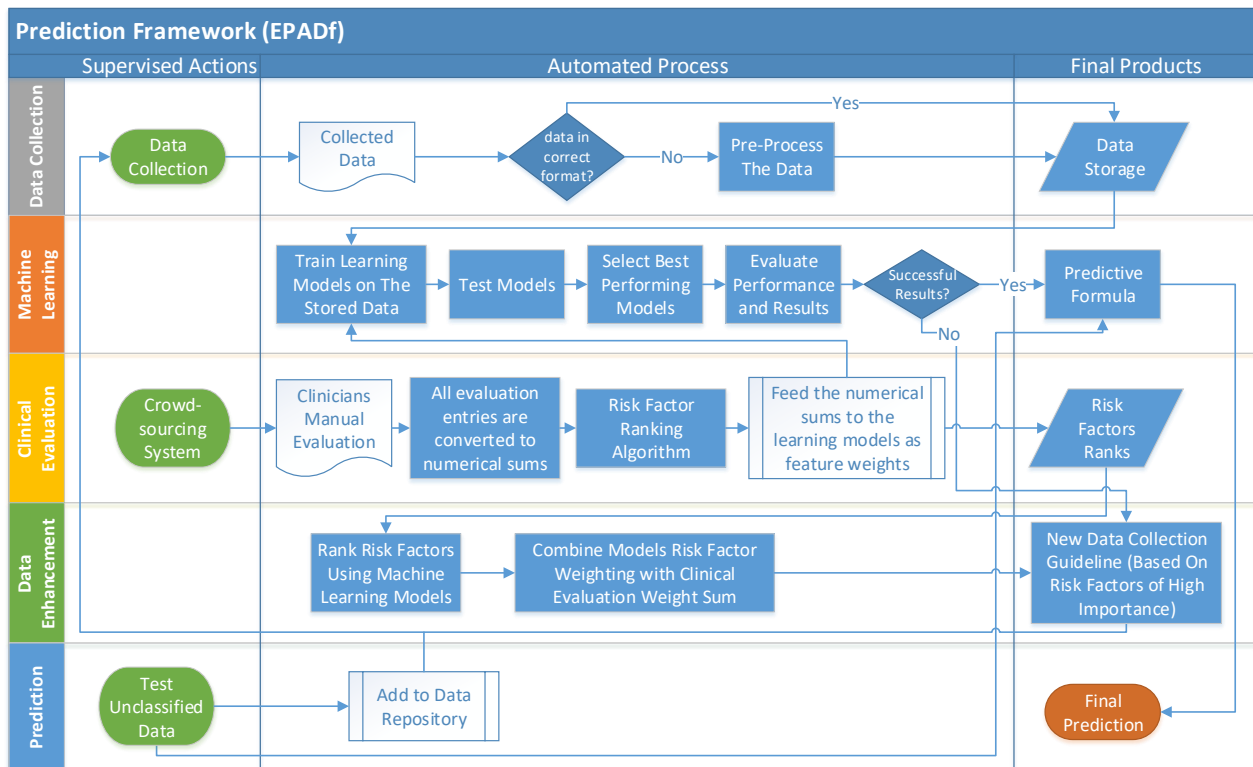 Prediction Framework (EPADf)
Supervised Actions
Automated Process
Final Products
Data Collection
Data
Collection
Collected
Data
data in
correct
format?
Yes
No
Pre-Process
The Data
Data
Storage
Machine
Learning
Train Learning
Models on The
Stored Data
Test Models
Select Best
Performing
Models
Evaluate
Performance
and Results
Successful
Results?
Yes
No
Predictive
Formula
Clinical
Evaluation
Crowd-
sourcing
System
Clinicians
Manual
Evaluation
All evaluation
entries are
converted to
numerical sums
Risk Factor
Ranking
Algorithm
Feed the numerical
sums to the
learning models as
feature weights
Risk
Factors
Ranks
Data
Enhancement
Rank Risk Factors
Using Machine
Learning Models
Combine Models Risk Factor
Weighting with Clinical
Evaluation Weight Sum
New Data Collection
Guideline (Based On
Risk Factors of High
Importance)
Prediction
Test
Unclassified
Data
Add to Data
Repository
Final
Prediction